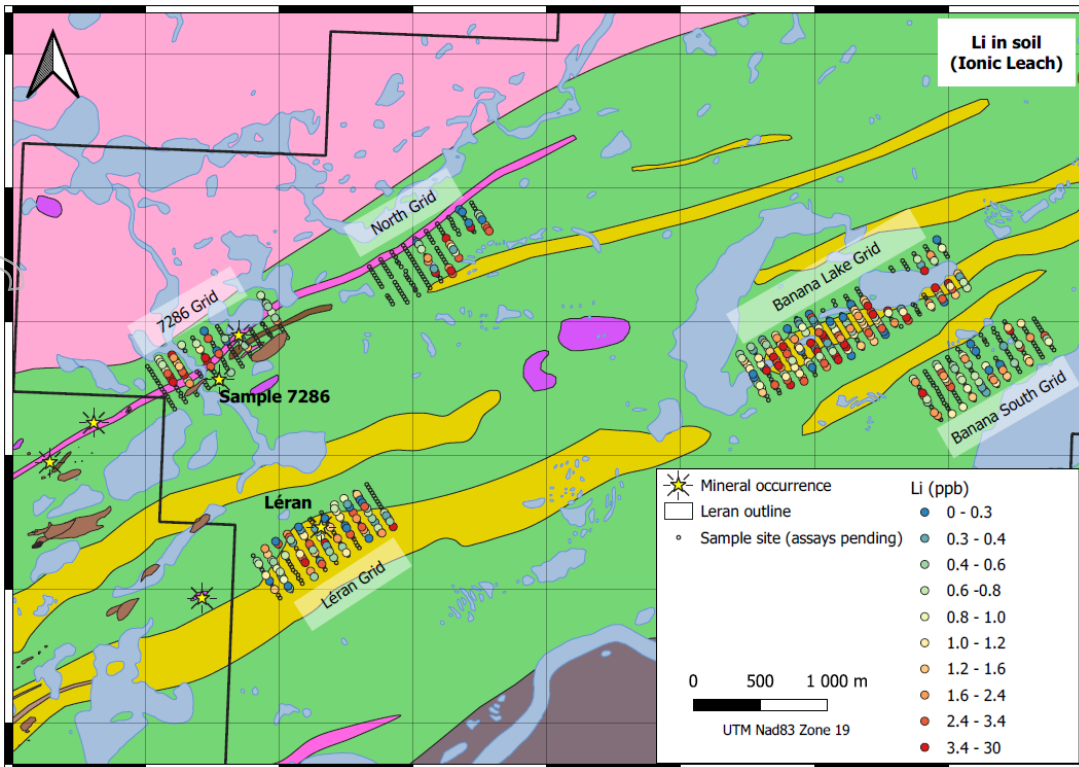 Li in soil
(Ionic Leach)
North Grid
7286 Grid
Banana Lake Grid
Sample 7286
Banana South Grid
Léran
Léran Grid
Mineral occurrence
Leran outline
Sample site (assays pending)
Li (ppb)
0 - 0.3
0.3 - 0.4
0.4 - 0.6
0.6 -0.8
0.8 - 1.0
1.0 - 1.2
1.2 - 1.6
1.6 - 2.4
2.4 - 3.4
3.4 - 30
0 500 1 000 m
UTM Nad83 Zone 19